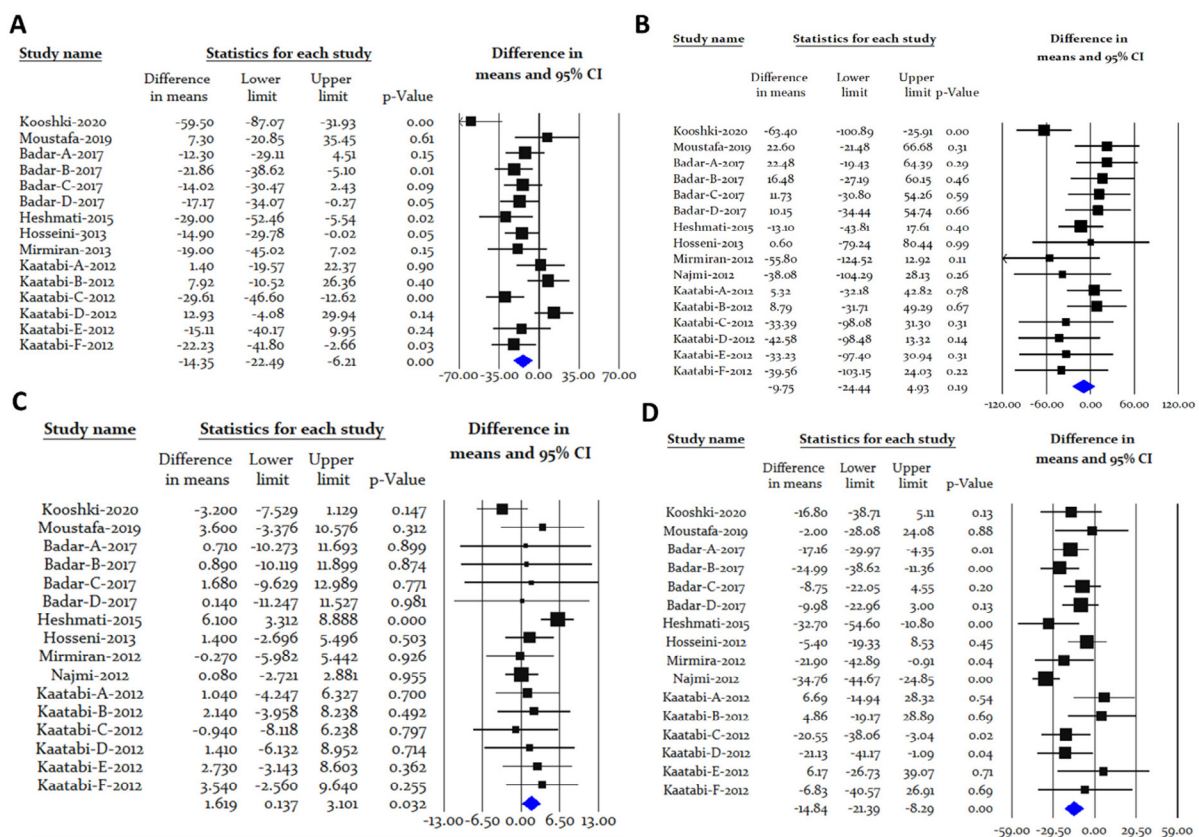 A
Study name Statistics for each study Difference in
means and 95% CI
Difference Lower Upper
in means limit limit p-Value
Kooshki-2020 -59.50 -87.07 -31.93 0.00
Moustafa-2019 7.30 -20.85 35.45 0.61
Badar-A-2017 -12.30 -29.11 4.51 0.15
Badar-B-2017 -21.86 -38.62 -5.10 0.01
Badar-C-2017 -14.02 -30.47 2.43 0.09
Badar-D-2017 -17.17 -34.07 -0.27 0.05
Heshmati-2015 -29.00 -52.46 -5.54 0.02
Hosseini-3013 -14.90 -29.78 -0.02 0.05
Mirmiran-2013 -19.00 -45.02 7.02 0.15
Kaatabi-A-2012 1.40 -19.57 22.37 0.90
Kaatabi-B-2012 7.92 -10.52 26.36 0.40
Kaatabi-C-2012 -29.61 -46.60 -12.62 0.00
Kaatabi-D-2012 12.93 -4.08 29.94 0.14
Kaatabi-E-2012 -15.11 -40.17 9.95 0.24
Kaatabi-F-2012 -22.23 -41.80 -2.66 0.03
-14.35 -22.49 -6.21 0.00
-70.00 -35.00 0.00 35.00 70.00
B
Study name Statistics for each study Difference in
means and 95% CI
Difference Lower Upper
in means limit limit p-Value
Kooshki-2020 -63.40 -100.89 -25.91 0.00
Moustafa-2019 22.60 -21.48 66.68 0.31
Badar-A-2017 22.48 -19.43 64.39 0.29
Badar-B-2017 16.48 -27.19 60.15 0.46
Badar-C-2017 11.73 -30.80 54.26 0.59
Badar-D-2017 10.15 -34.44 54.74 0.66
Heshmati-2015 -13.10 -43.81 17.61 0.40
Hosseni-2013 0.60 -79.24 80.44 0.99
Mirmiran-2012 -55.80 -124.52 12.92 0.11
Najmi-2012 -38.08 -104.29 28.13 0.26
Kaatabi-A-2012 5.32 -32.18 42.82 0.78
Kaatabi-B-2012 8.79 -31.71 49.29 0.67
Kaatabi-C-2012 -33.39 -98.08 31.30 0.31
Kaatabi-D-2012 -42.58 -98.48 13.32 0.14
Kaatabi-E-2012 -33.23 -97.40 30.94 0.31
Kaatabi-F-2012 -39.56 -103.15 24.03 0.22
-9.75 -24.44 4.93 0.19
-120.00 -60.00 0.00 60.00 120.00
C
Study name Statistics for each study Difference in
means and 95% CI
Difference Lower Upper
in means limit limit p-Value
Kooshki-2020 -3.200 -7.529 1.129 0.147
Moustafa-2019 3.600 -3.376 10.576 0.312
Badar-A-2017 0.710 -10.273 11.693 0.899
Badar-B-2017 0.890 -10.119 11.899 0.874
Badar-C-2017 1.680 -9.629 12.989 0.771
Badar-D-2017 0.140 -11.247 11.527 0.981
Heshmati-2015 6.100 3.312 8.888 0.000
Hosseni-2013 1.400 -2.696 5.496 0.503
Mirmiran-2012 -0.270 -5.982 5.442 0.926
Najmi-2012 0.080 -2.721 2.881 0.955
Kaatabi-A-2012 1.040 -4.247 6.327 0.700
Kaatabi-B-2012 2.140 -3.958 8.238 0.492
Kaatabi-C-2012 -0.940 -8.118 6.238 0.797
Kaatabi-D-2012 1.410 -6.132 8.952 0.714
Kaatabi-E-2012 2.730 -3.143 8.603 0.362
Kaatabi-F-2012 3.540 -2.560 9.640 0.255
1.619 0.137 3.101 0.032
-13.00 -6.50 0.00 6.50 13.00
D
Study name Statistics for each study Difference in
means and 95% CI
Difference Lower Upper
in means limit limit p-Value
Kooshki-2020 -16.80 -38.71 5.11 0.13
Moustafa-2019 -2.00 -28.08 24.08 0.88
Badar-A-2017 -17.16 -29.97 -4.35 0.01
Badar-B-2017 -24.99 -38.62 -11.36 0.00
Badar-C-2017 -8.75 -22.05 4.55 0.20
Badar-D-2017 -9.98 -22.96 3.00 0.13
Heshmati-2015 -32.70 -54.60 -10.80 0.00
Hosseini-2012 -5.40 -19.33 8.53 0.45
Mirmira-2012 -21.90 -42.89 -0.91 0.04
Najmi-2012 -34.76 -44.67 -24.85 0.00
Kaatabi-A-2012 6.69 -14.94 28.32 0.54
Kaatabi-B-2012 4.86 -19.17 28.89 0.69
Kaatabi-C-2012 -20.55 -38.06 -3.04 0.02
Kaatabi-D-2012 -21.13 -41.17 -1.09 0.04
Kaatabi-E-2012 6.17 -26.73 39.07 0.71
Kaatabi-F-2012 -6.83 -40.57 26.91 0.69
-14.84 -21.39 -8.29 0.00
-59.00 -29.50 0.00 29.50 59.00